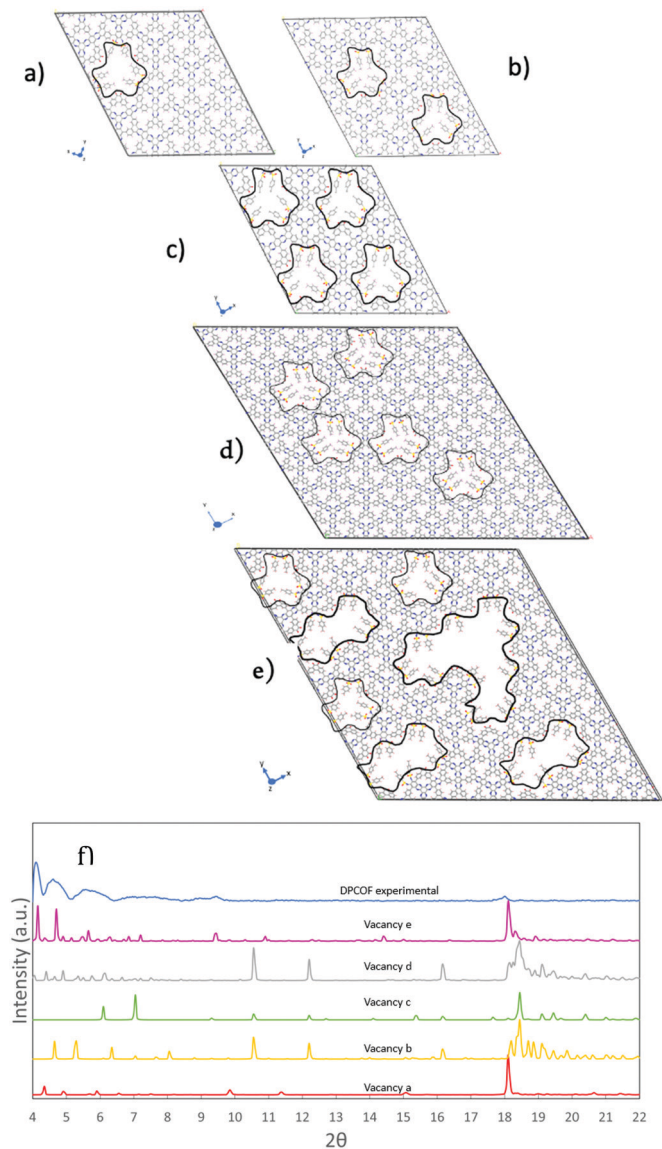 a)
b)
c)
d)
e)
f)
DPCOF experimental
Vacancy e
Vacancy d
Vacancy c
Vacancy b
Vacancy a
Intensity (a.u.)
4 5 6 7 8 9 10 11 12 13 14 15 16 17 18 19 20 21 22
2θ